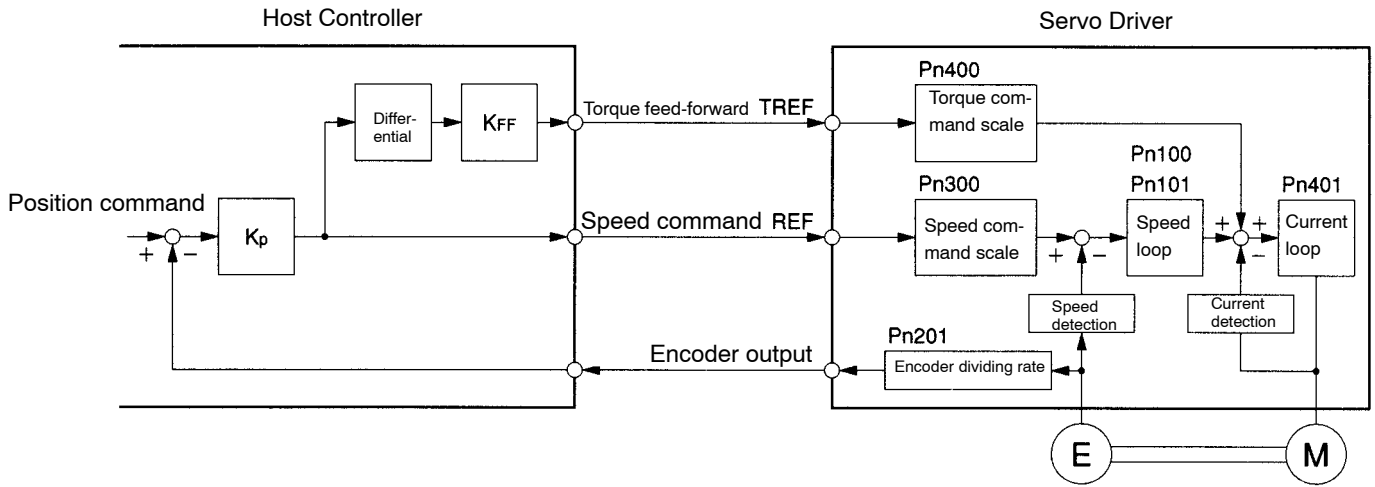 Host Controller
Servo Driver
Differ-
ential
KFF
Torque feed-forward TREF
Pn400
Torque com-
mand scale
Position command
+
−
Kp
Speed command REF
Pn300
Speed com-
mand scale
+
−
Pn100
Pn101
Speed
loop
+
+
−
Pn401
Current
loop
Speed
detection
Current
detection
Encoder output
Pn201
Encoder dividing rate
E
M